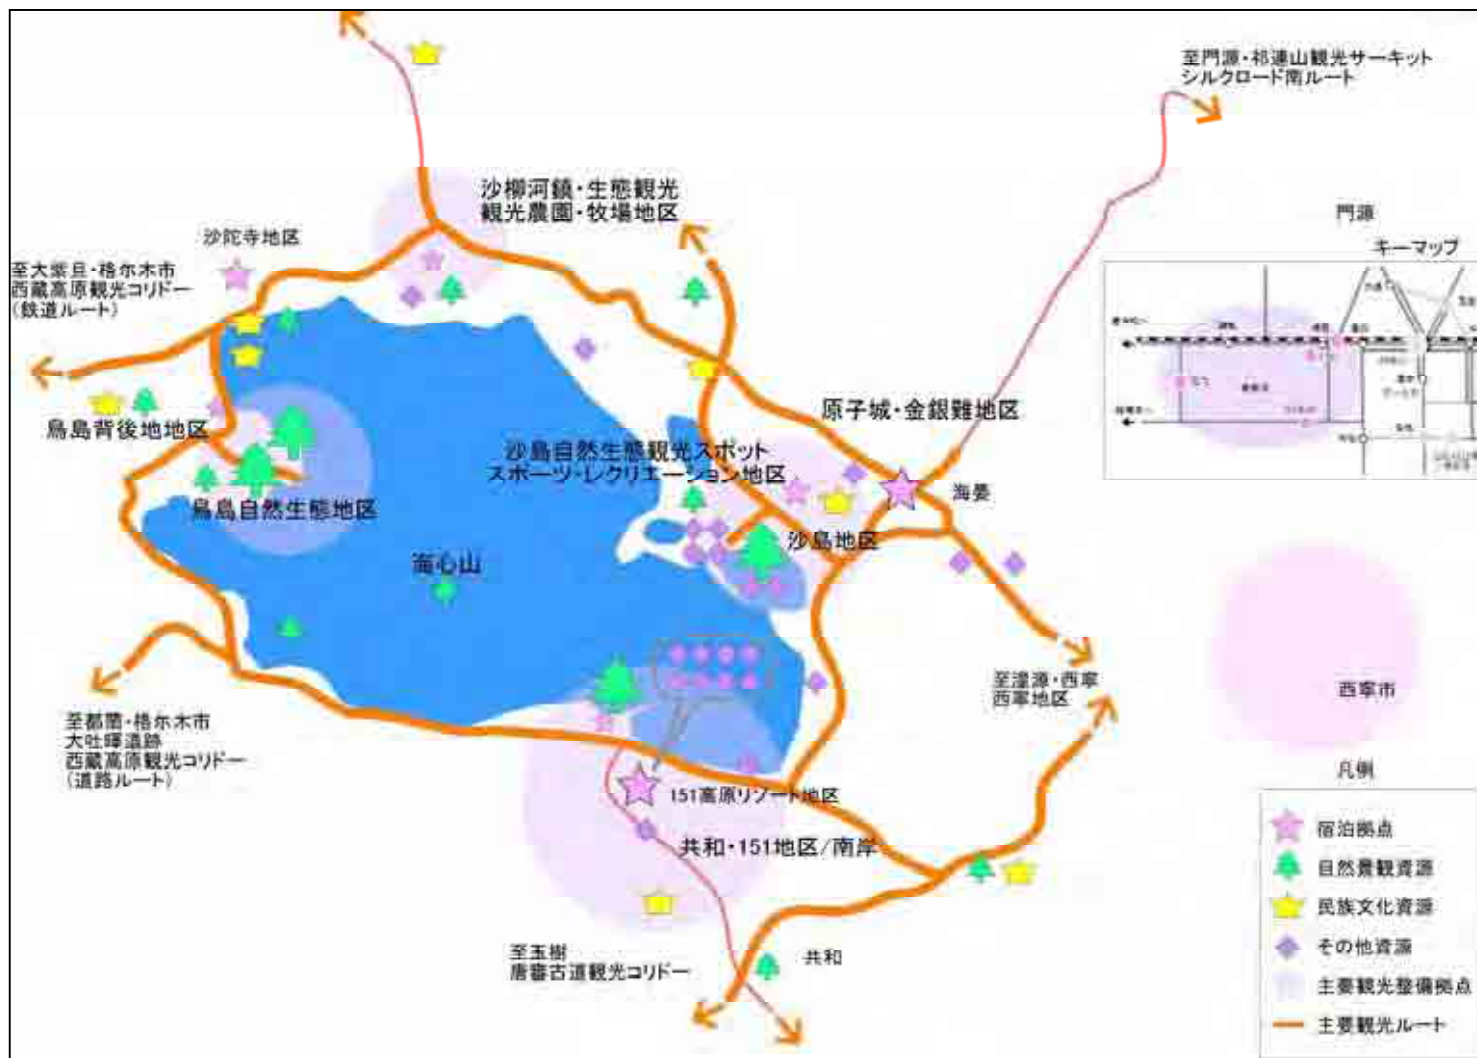 至門源・祁連山観光サーキット
シルクロード南ルート
沙柳河鎮・生態観光
観光農園・牧場地区
門源
キーマップ
沙陀寺地区
至大紫旦・格尔木市
西蔵高原観光コリドー
(鉄道ルート)
鳥島背後地地区
原子城・金銀難地区
沙島自然生態観光スポット
スポーツ・レクリエーション地区
海晏
鳥島自然生態地区
沙島地区
海心山
至湟源・西寧
西寧地区
西寧市
至都蘭・格尔木市
大吐暉遺跡
西蔵高原観光コリドー
(道路ルート)
151高原リゾート地区
共和・151地区/南岸
至玉樹
唐蕃古道観光コリドー
共和
凡例
宿泊拠点
自然景観資源
民族文化資源
その他資源
主要観光整備拠点
主要観光ルート